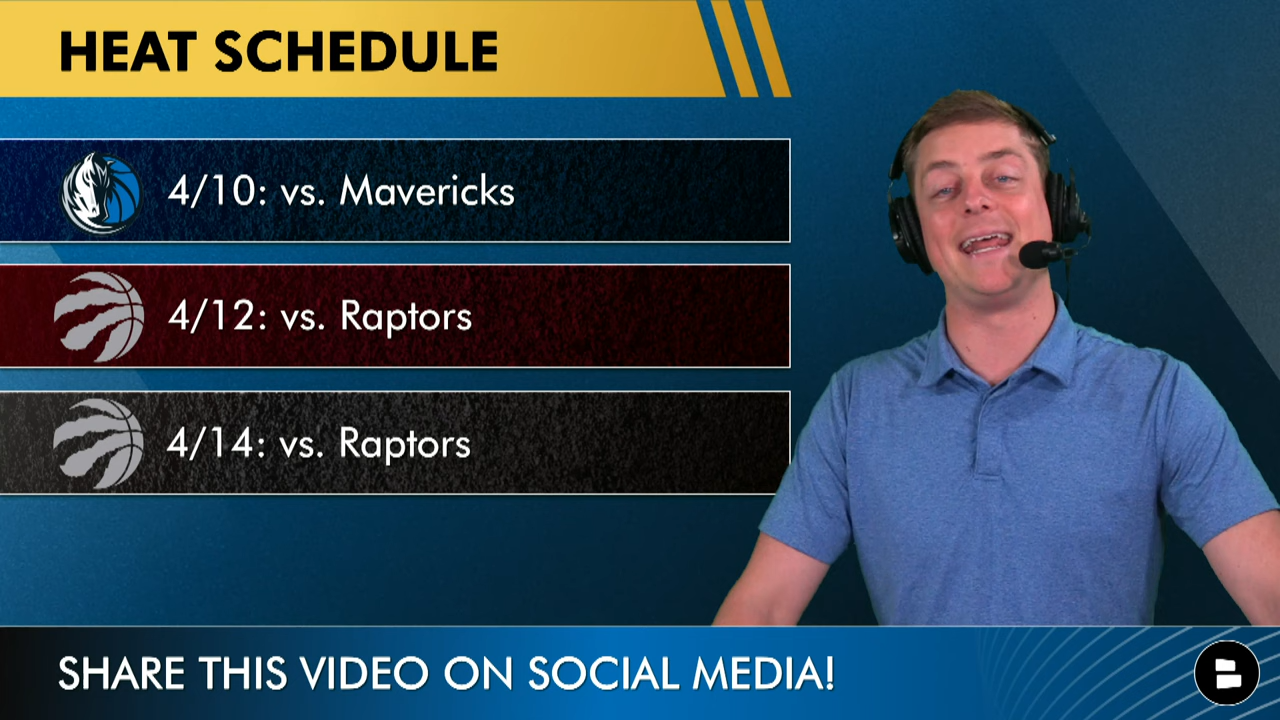 HEAT SCHEDULE
4/10: vs. Mavericks
4/12: vs. Raptors
4/14: vs. Raptors
SHARE THIS VIDEO ON SOCIAL MEDIA!